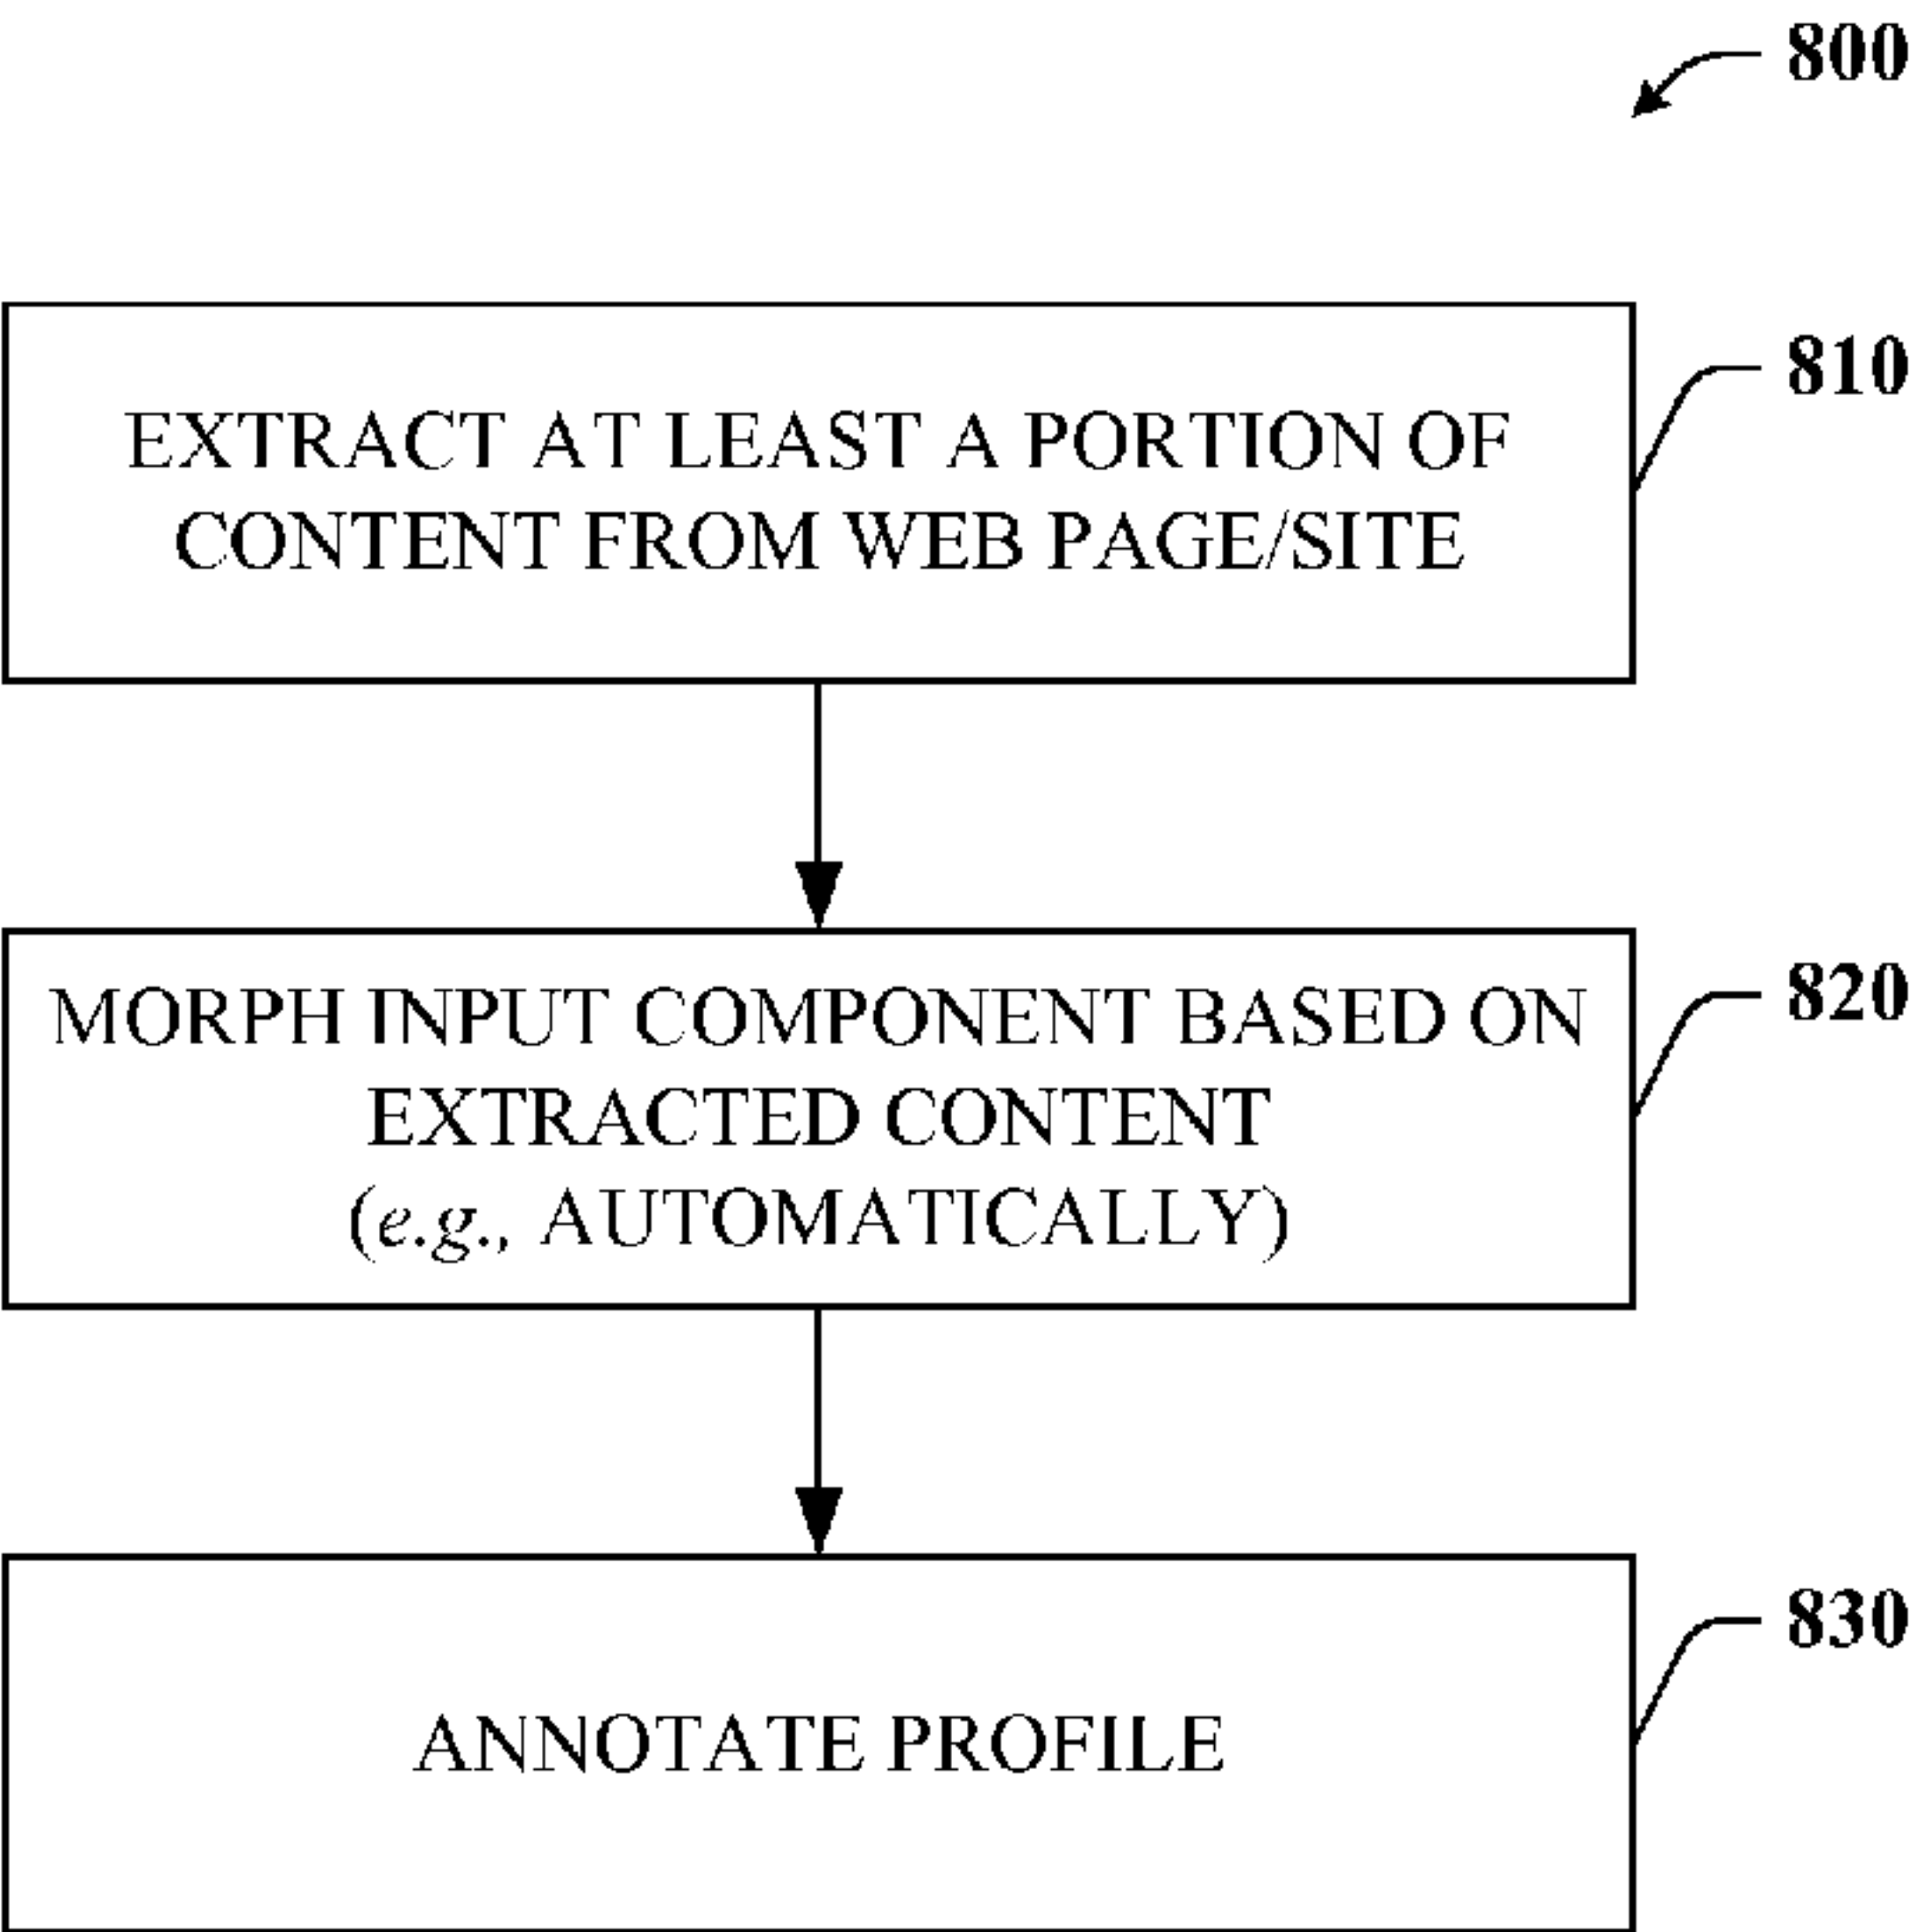 800
810
EXTRACT AT LEAST A PORTION OF
CONTENT FROM WEB PAGE/SITE
820
MORPH INPUT COMPONENT BASED ON
EXTRACTED CONTENT
(e.g., AUTOMATICALLY)
830
ANNOTATE PROFILE